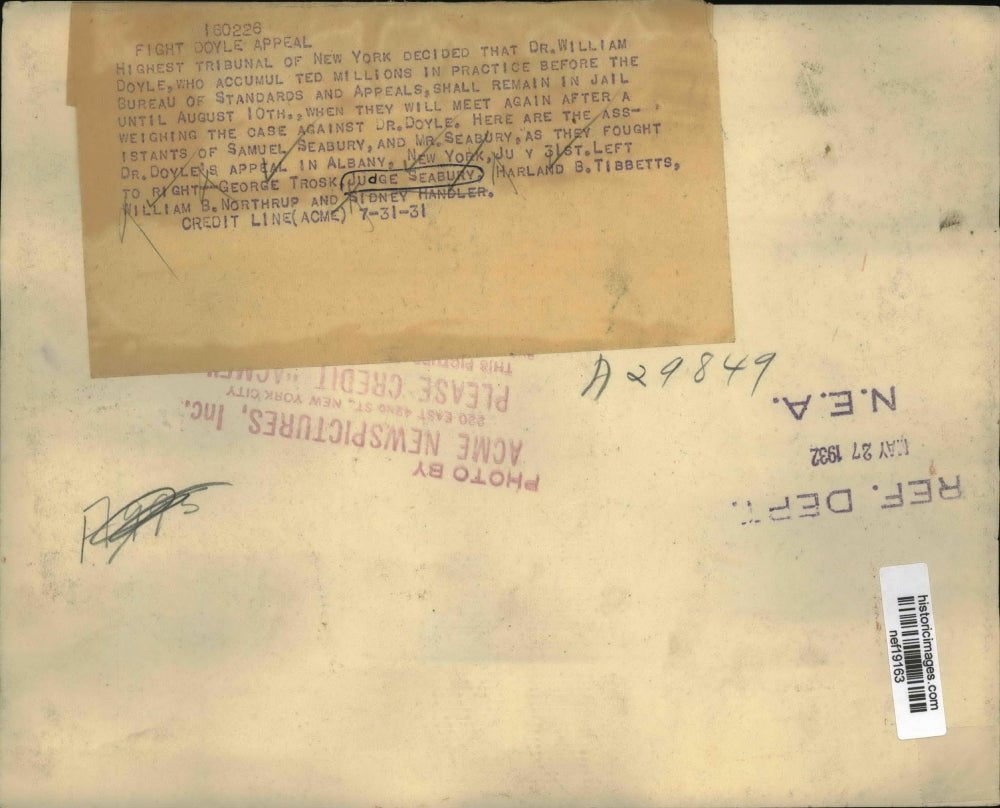 160226
FIGHT DOYLE APPEAL
HIGHEST TRIBUNAL OF NEW YORK DECIDED THAT DR.WILLIAM
DOYLE,WHO ACCUMUL TED MILLIONS IN PRACTICE BEFORE THE
BUREAU OF STANDARDS AND APPEALS,SHALL REMAIN IN JAIL
UNTIL AUGUST 10TH.,WHEN THEY WILL MEET AGAIN AFTER A
WEIGHING THE CASE AGAINST DR.DOYLE. HERE ARE THE ASS-
ISTANTS OF SAMUEL SEABURY,AND MR.SEABURY,AS THEY FOUGHT
DR.DOYLE'S APPEAL IN ALBANY, NEW YORK,JU Y 31ST.LEFT
TO RIGHT-GEORGE TROSK,JUdGE SEABURY, HARLAND B.TIBBETTS,
WILLIAM B.NORTHRUP AND SIDNEY HANDLER.
CREDIT LINE(ACME) 7-31-31
A29849
PHOTO BY
ACME NEWSPICTURES, Inc.
220 EAST 42ND ST., NEW YORK CITY
PLEASE CREDIT "ACME"
THIS PICTURE
REF. DEPT.
MAY 27 1932
N.E.A.
historicimages.com
nef19163